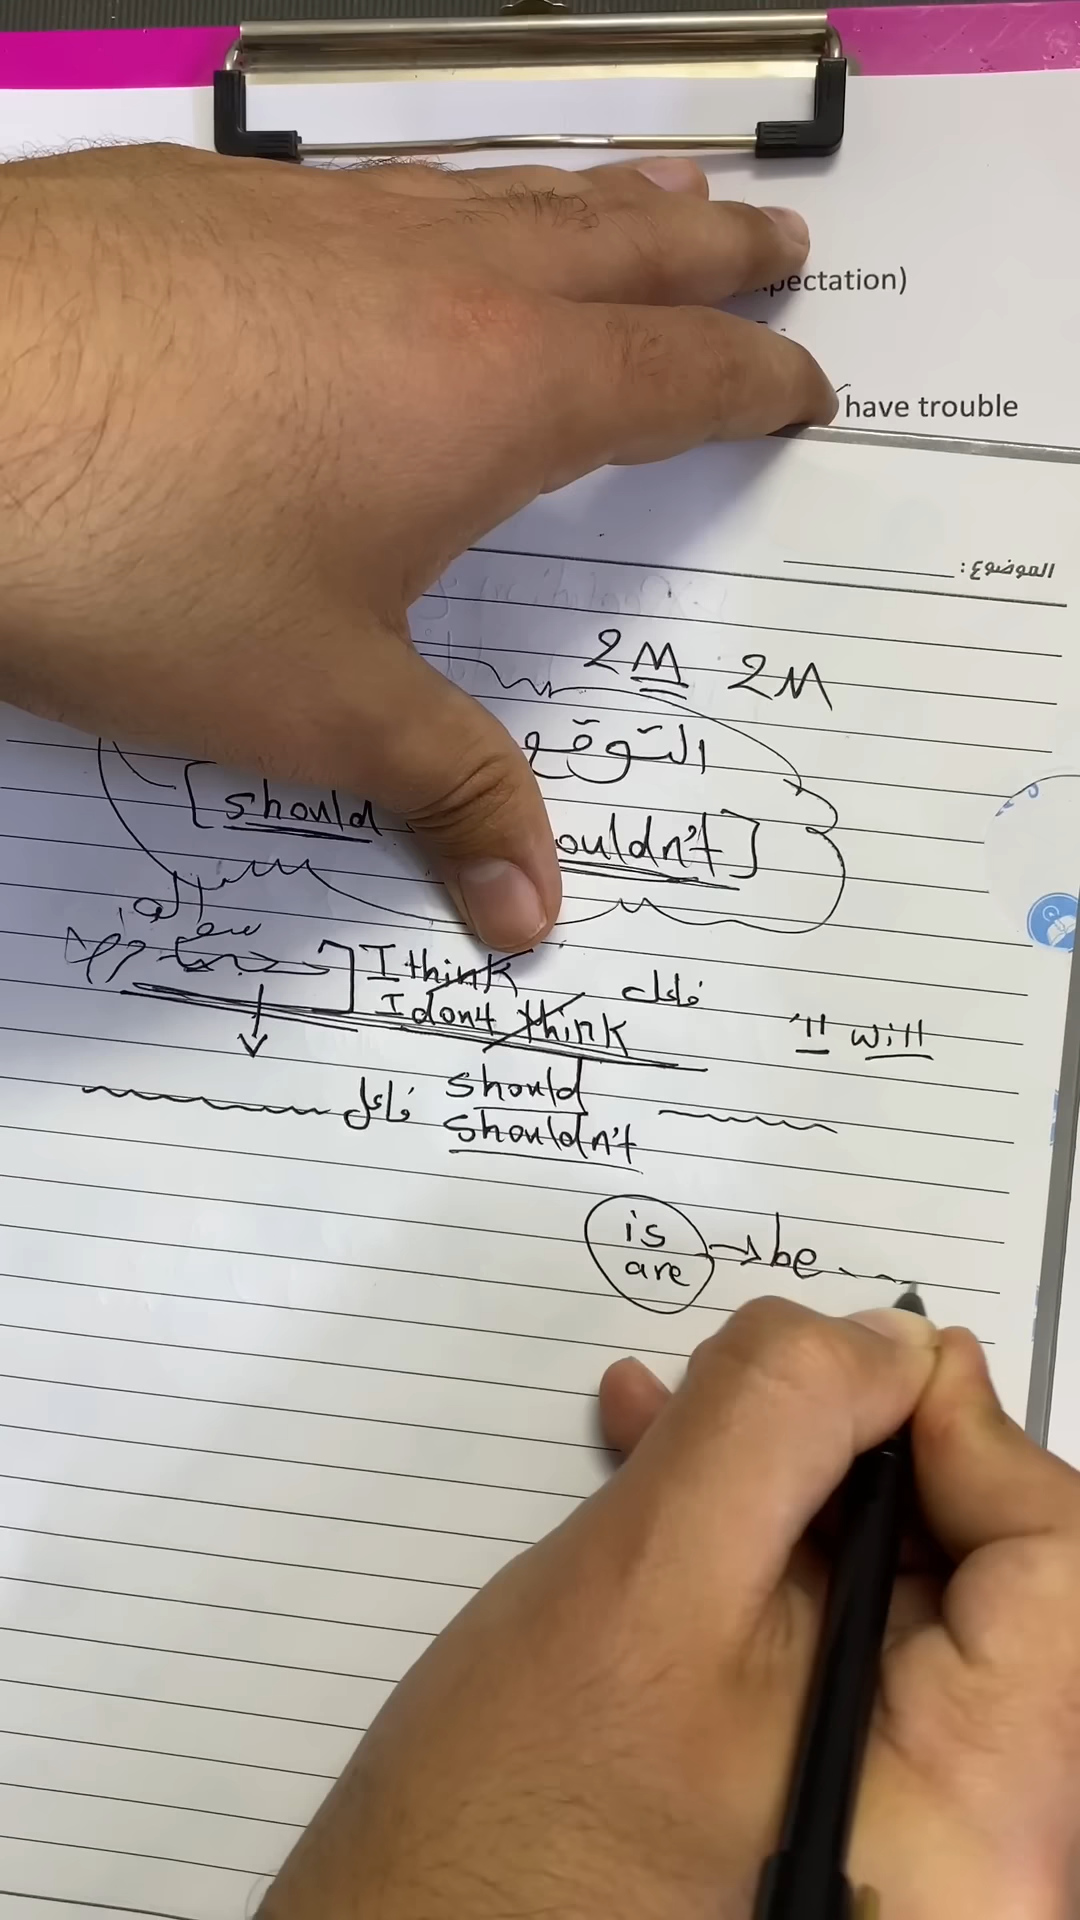 pectation)
have trouble
الموضوع:
2M 2M
التوقع
[should
ouldn't]
I think
I don't think
فاعل
'll will
فاعل should
shouldn't
is
are → be